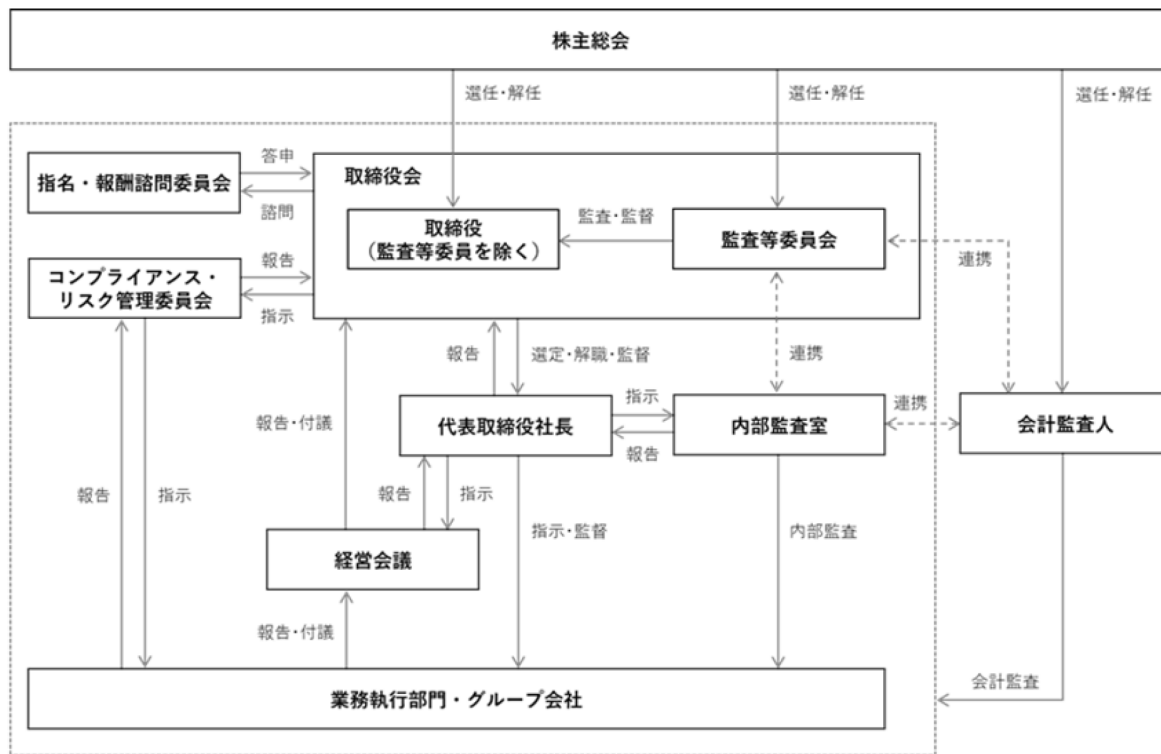 株主総会
選任・解任
選任・解任
選任・解任
答申
指名・報酬諮問委員会
諮問
取締役会
取締役
（監査等委員を除く）
監査・監督
監査等委員会
連携
報告
コンプライアンス・
リスク管理委員会
指示
報告
選定・解職・監督
連携
報告・付議
代表取締役社長
指示
報告
内部監査室
連携
会計監査人
報告
指示
報告
指示
指示・監督
内部監査
経営会議
報告・付議
業務執行部門・グループ会社
会計監査